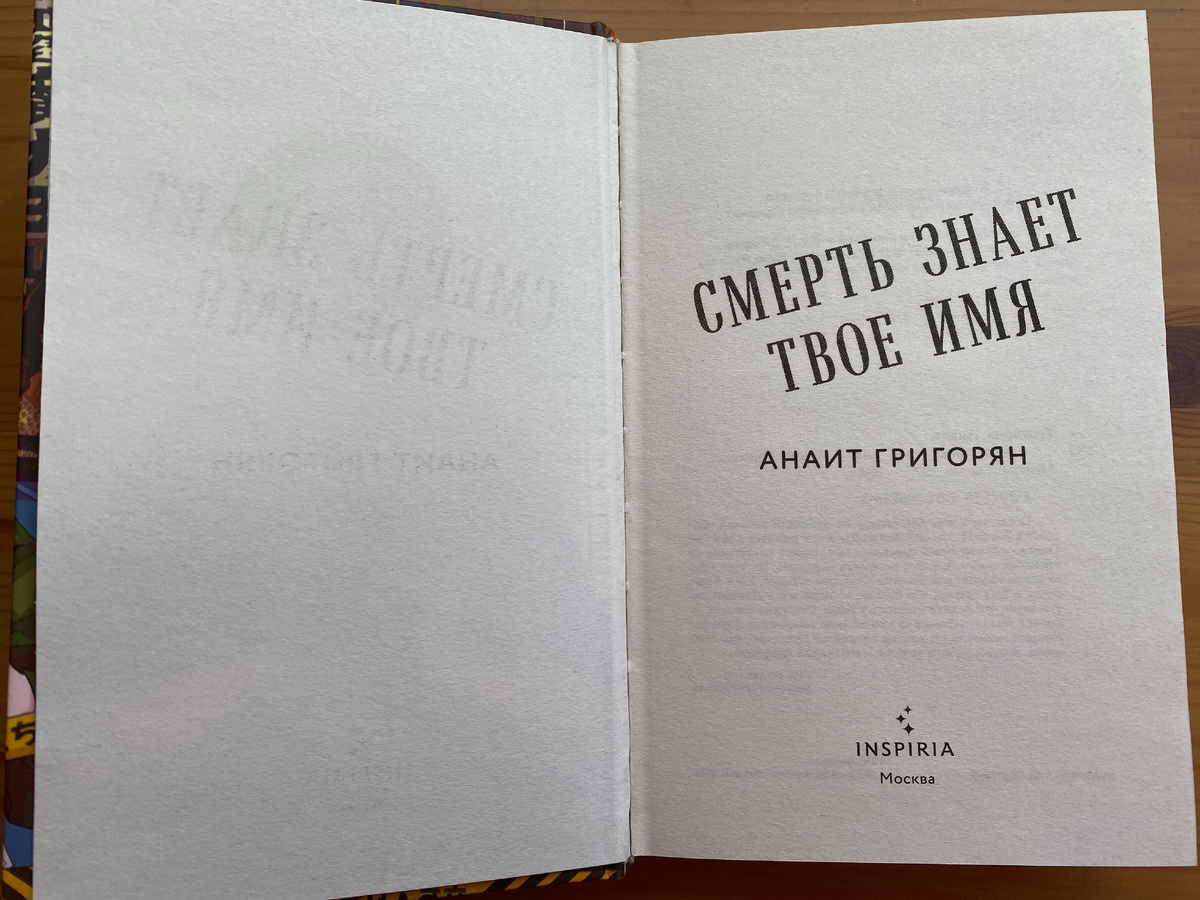 СМЕРТЬ ЗНАЕТ
ТВОЕ ИМЯ
АНАИТ ГРИГОРЯН
INSPIRIA
Москва